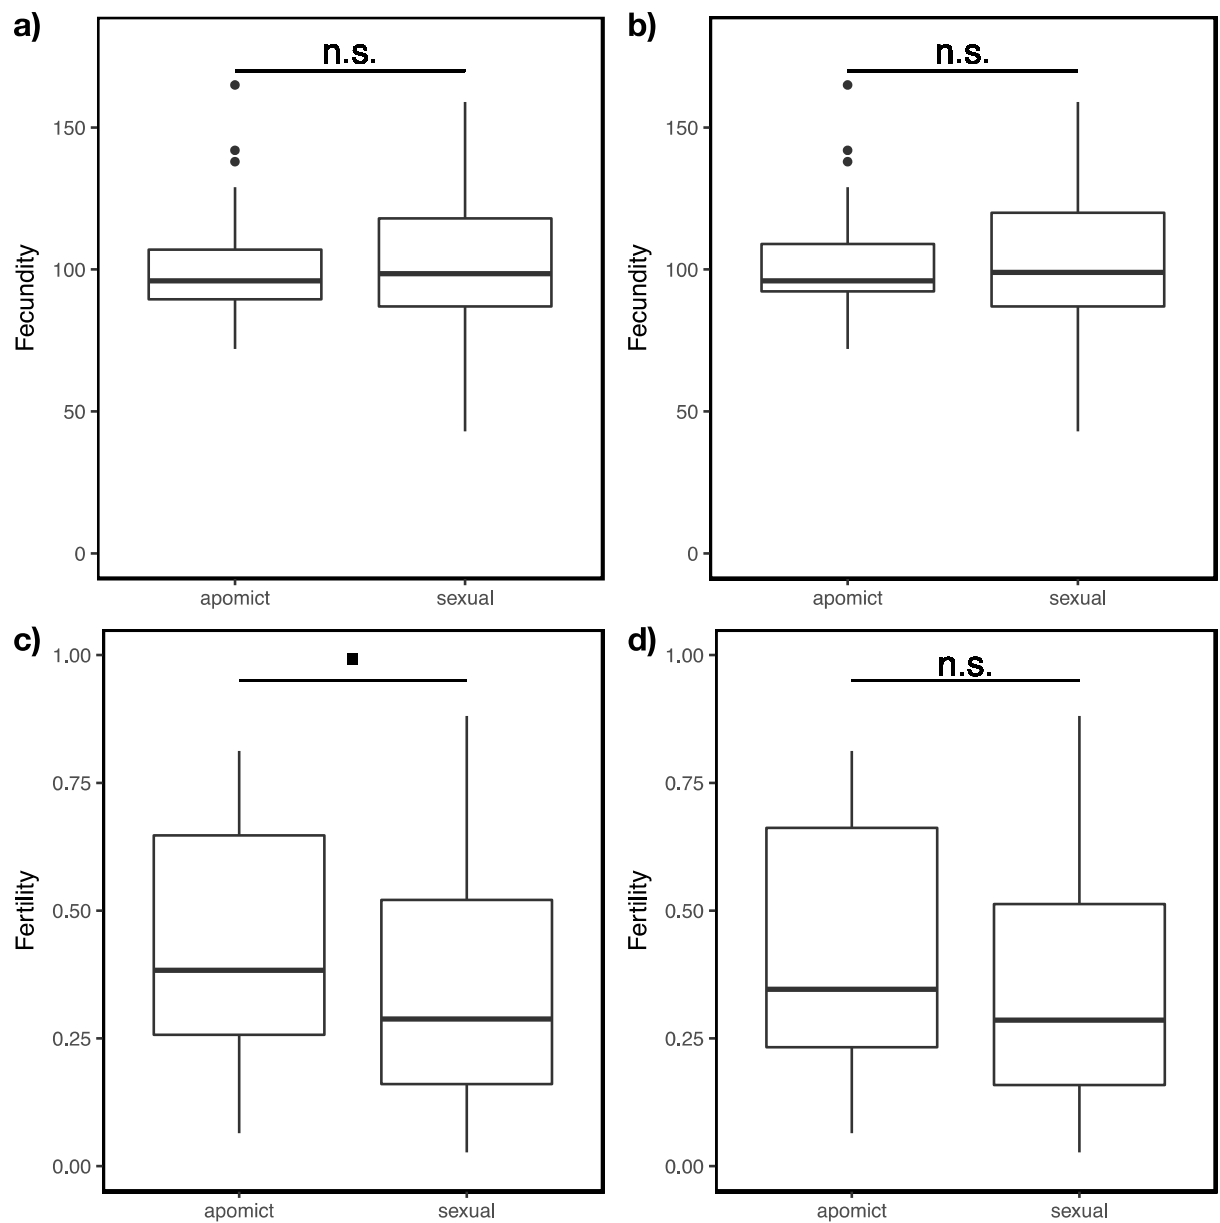 a)
n.s.
150
100
50
0
Fecundity
apomict sexual
b)
n.s.
150
100
50
0
Fecundity
apomict sexual
c)
1.00
0.75
0.50
0.25
0.00
Fertility
apomict sexual
d)
n.s.
1.00
0.75
0.50
0.25
0.00
Fertility
apomict sexual